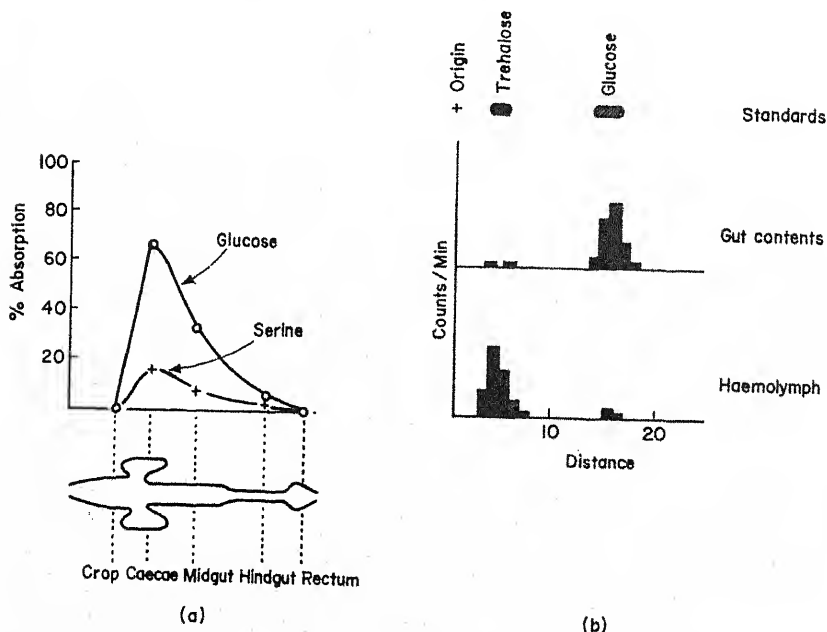 100
80
60
40
20
% Absorption
Glucose
Serine
Crop Caecae Midgut Hindgut Rectum
(a)
+ Origin
Trehalose
Glucose
Standards
Gut contents
Counts/Min
Haemolymph
10
20
Distance
(b)